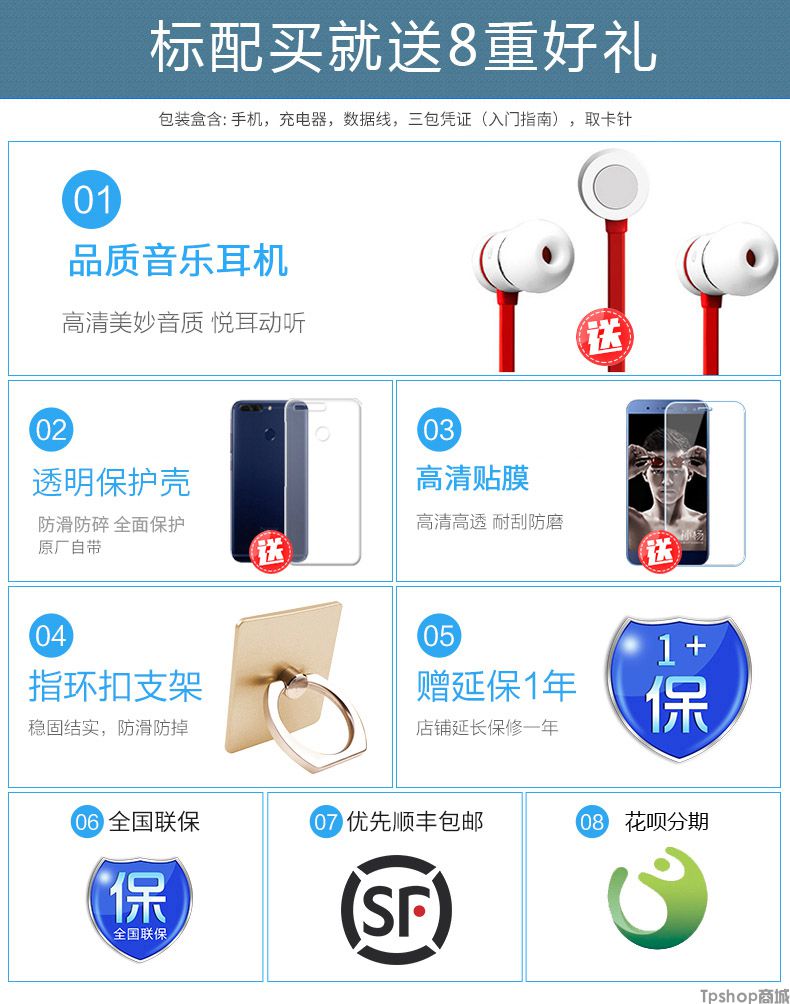 标配买就送8重好礼
包装盒含: 手机，充电器，数据线，三包凭证（入门指南），取卡针
01
品质音乐耳机
高清美妙音质 悦耳动听
送
02
透明保护壳
防滑防碎 全面保护
原厂自带
送
03
高清贴膜
高清高透 耐刮防磨
孙杨
送
04
指环扣支架
稳固结实，防滑防掉
05
赠延保1年
店铺延长保修一年
1+
保
06 全国联保
保
全国联保
07 优先顺丰包邮
SF
08 花呗分期
Tpshop商城